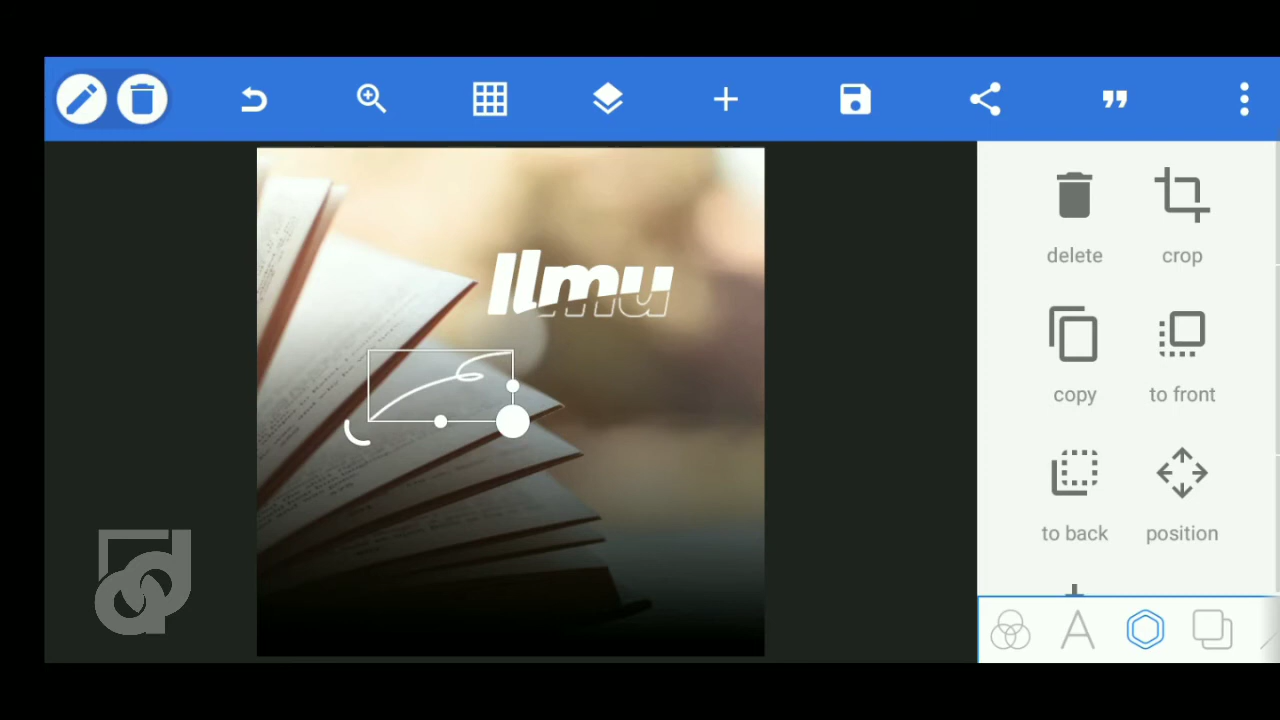 Ilmu
delete
crop
copy
to front
to back
position